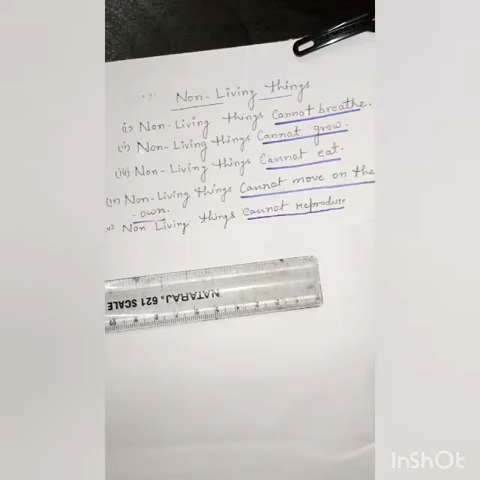 Non-Living things
(i) Non-Living things Cannot breathe.
(ii) Non-Living things Cannot grow.
(iii) Non-Living things Cannot eat.
(iv) Non-Living things Cannot move on the
own.
(v) Non Living things Cannot reproduce.
NATARAJ. 621 SCALE
InShOt